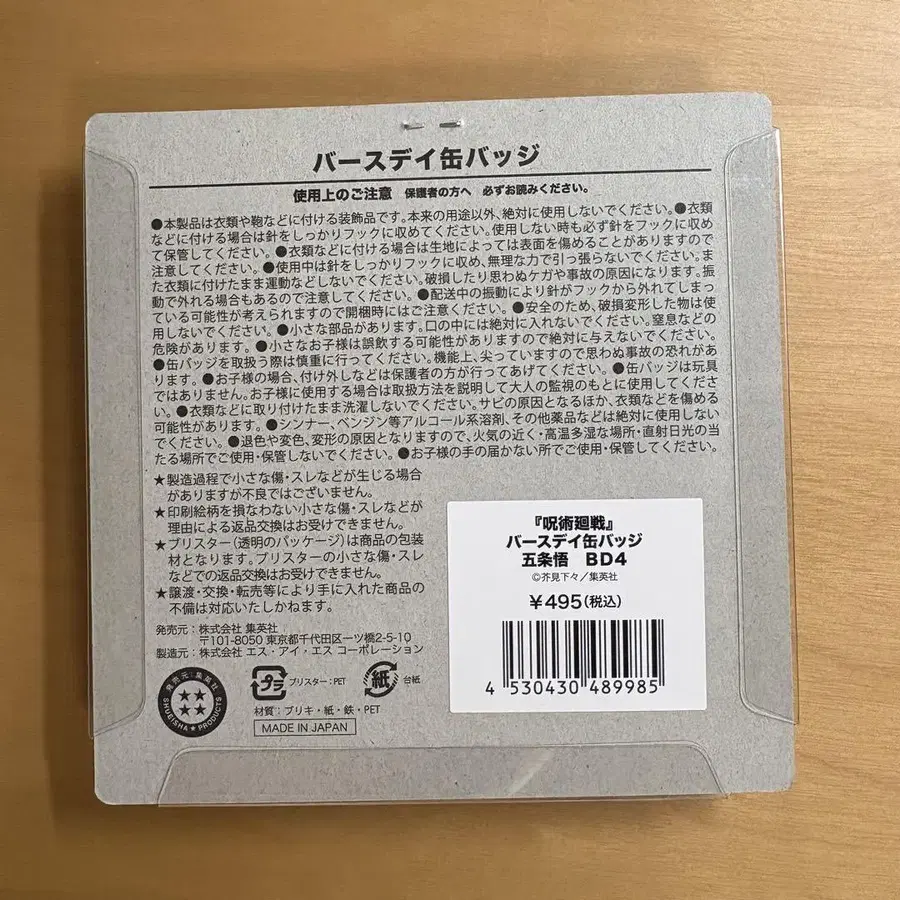 バースデイ缶バッジ
使用上のご注意　保護者の方へ　必ずお読みください。
●本製品は衣類や鞄などに付ける装飾品です。本来の用途以外、絶対に使用しないでください。●衣類
などに付ける場合は針をしっかりフックに収めてください。使用しない時も必ず針をフックに収め
て保管してください。●衣類などに付ける場合は生地によっては表面を傷めることがありますので
注意してください。●使用中は針をしっかりフックに収め、無理な力で引っ張らないでください。ま
た衣類に付けたまま運動などしないでください。破損したり思わぬケガや事故の原因になります。振
動で外れる場合もあるので注意してください。●配送中の振動により針がフックから外れてしまっ
ている可能性が考えられますので開梱時にはご注意ください。●安全のため、破損変形した物は使
用しないでください。●小さな部品があります。口の中には絶対に入れないでください。窒息などの
危険があります。●小さなお子様は誤飲する可能性がありますので絶対に与えないでください。
●缶バッジを取扱う際は慎重に行ってください。機能上、尖っていますので思わぬ事故の恐れがあ
ります。●お子様の場合、付け外しなどは保護者の方が行ってあげてください。●缶バッジは玩具
ではありません。お子様に使用する場合は取扱方法を説明して大人の監視のもとに使用してくださ
い。●衣類などに取り付けたまま洗濯しないでください。サビの原因となるほか、衣類などを傷める
可能性があります。●シンナー、ベンジン等アルコール系溶剤、その他薬品などは絶対に使用しない
でください。●退色や変色、変形の原因となりますので、火気の近く・高温多湿な場所・直射日光の当
たる場所でご使用・保管しないでください。●お子様の手の届かない所でご使用・保管してください。
★製造過程で小さな傷・スレなどが生じる場合
がありますが不良ではございません。
★印刷絵柄を損なわない小さな傷・スレなどが
理由による返品交換はお受けできません。
★ブリスター（透明のパッケージ）は商品の包装
材となります。ブリスターの小さな傷・スレ
などでの返品交換はお受けできません。
★譲渡・交換・転売等により手に入れた商品の
不備は対応いたしかねます。
発売元：株式会社 集英社
〒101-8050 東京都千代田区一ツ橋2-5-10
製造元：株式会社 エス・アイ・エス コーポレーション
発売元：集英社
SHUEISHA★PRODUCTS
プラ ブリスター：PET 紙 台紙
材質：ブリキ・紙・鉄・PET
MADE IN JAPAN
『呪術廻戦』
バースデイ缶バッジ
五条悟　BD4
©芥見下々／集英社
￥495（税込）
4 530430 489985